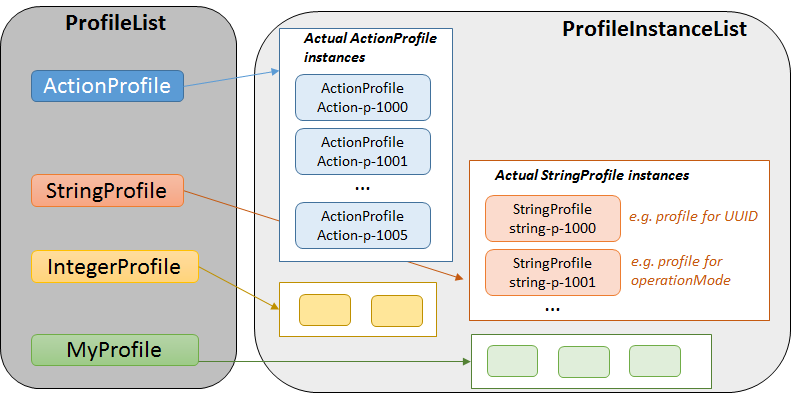 ProfileList
ActionProfile
StringProfile
IntegerProfile
MyProfile
ProfileInstanceList
Actual ActionProfile
instances
ActionProfile
Action-p-1000
ActionProfile
Action-p-1001
...
ActionProfile
Action-p-1005
Actual StringProfile instances
StringProfile
string-p-1000
e.g. profile for UUID
StringProfile
string-p-1001
e.g. profile for
operationMode
...